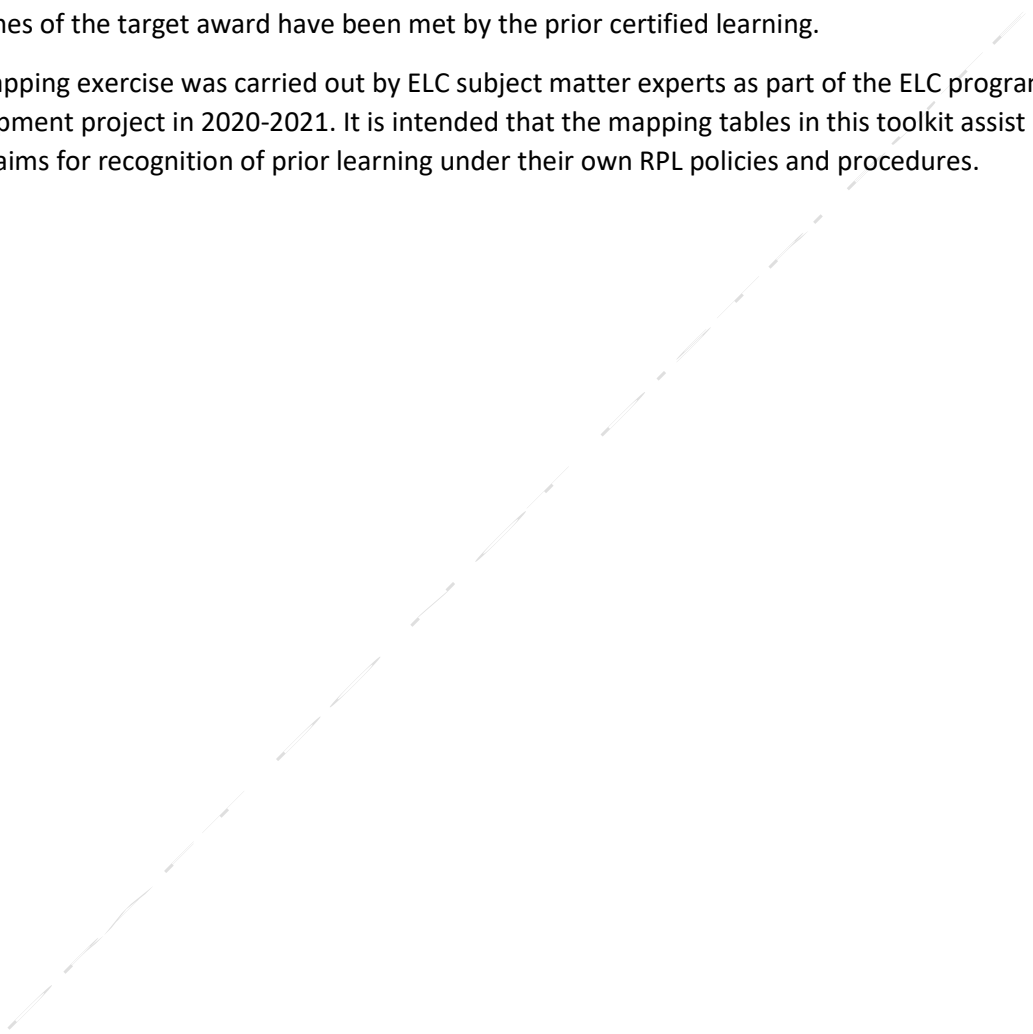 nes of the target award have been met by the prior certified learning.
pping exercise was carried out by ELC subject matter experts as part of the ELC progran
pment project in 2020-2021. It is intended that the mapping tables in this toolkit assist
aims for recognition of prior learning under their own RPL policies and procedures.